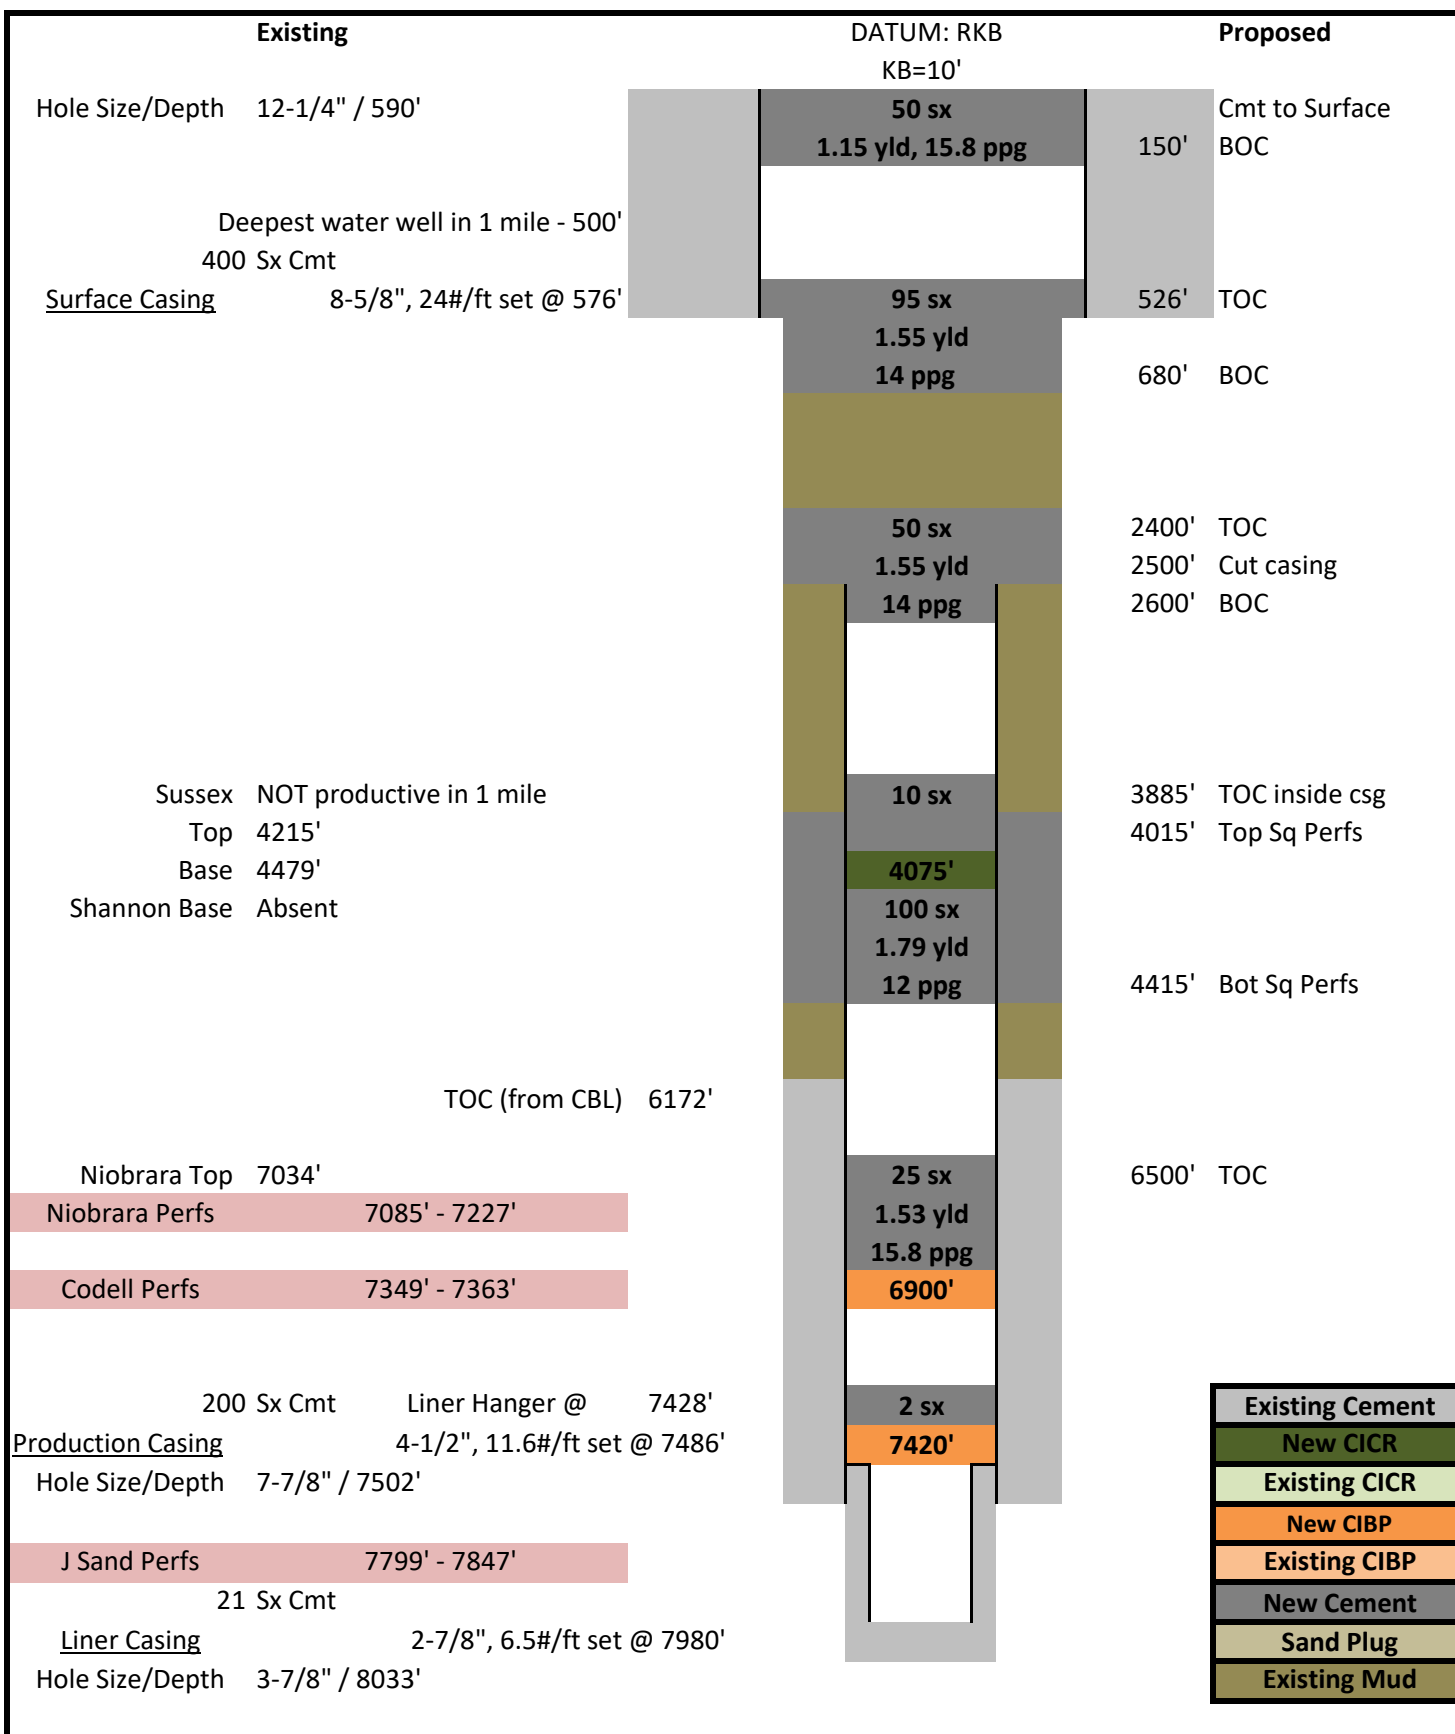 Existing DATUM: RKB Proposed
KB=10'
Hole Size/Depth 12-1/4" / 590' 50 sx Cmt to Surface
1.15 yld, 15.8 ppg 150' BOC
Deepest water well in 1 mile - 500'
400 Sx Cmt
Surface Casing 8-5/8", 24#/ft set @ 576' 95 sx 526' TOC
1.55 yld
14 ppg 680' BOC
50 sx 2400' TOC
1.55 yld 2500' Cut casing
14 ppg 2600' BOC
Sussex NOT productive in 1 mile 10 sx 3885' TOC inside csg
Top 4215' 4015' Top Sq Perfs
Base 4479' 4075'
Shannon Base Absent 100 sx
1.79 yld
12 ppg 4415' Bot Sq Perfs
TOC (from CBL) 6172'
Niobrara Top 7034' 25 sx 6500' TOC
Niobrara Perfs 7085' - 7227' 1.53 yld
15.8 ppg
Codell Perfs 7349' - 7363' 6900'
200 Sx Cmt Liner Hanger @ 7428' 2 sx Existing Cement
Production Casing 4-1/2", 11.6#/ft set @ 7486' 7420' New CICR
Hole Size/Depth 7-7/8" / 7502' Existing CICR
New CIBP
J Sand Perfs 7799' - 7847' Existing CIBP
21 Sx Cmt New Cement
Liner Casing 2-7/8", 6.5#/ft set @ 7980' Sand Plug
Hole Size/Depth 3-7/8" / 8033' Existing Mud